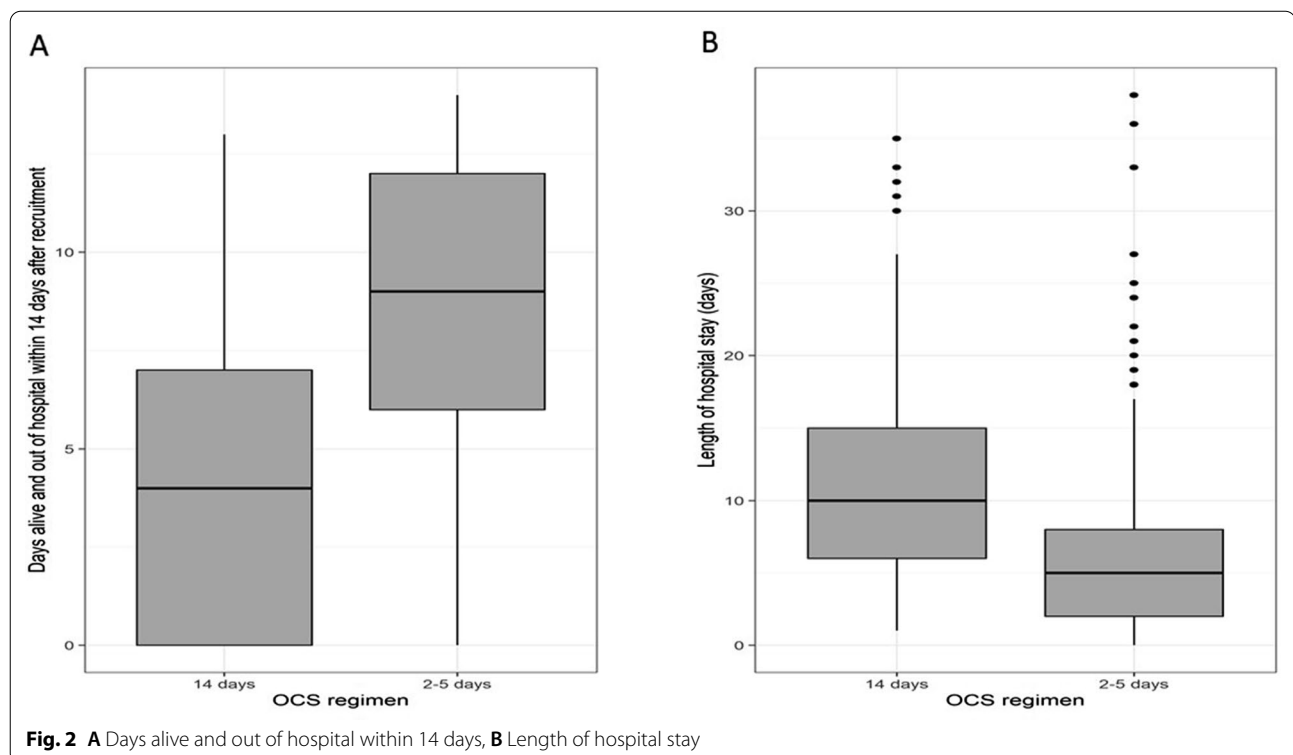 A
Days alive and out of hospital within 14 days after recruitment
10
5
0
14 days
2-5 days
OCS regimen
B
Length of hospital stay (days)
30
20
10
0
14 days
2-5 days
OCS regimen
Fig. 2 A Days alive and out of hospital within 14 days, B Length of hospital stay